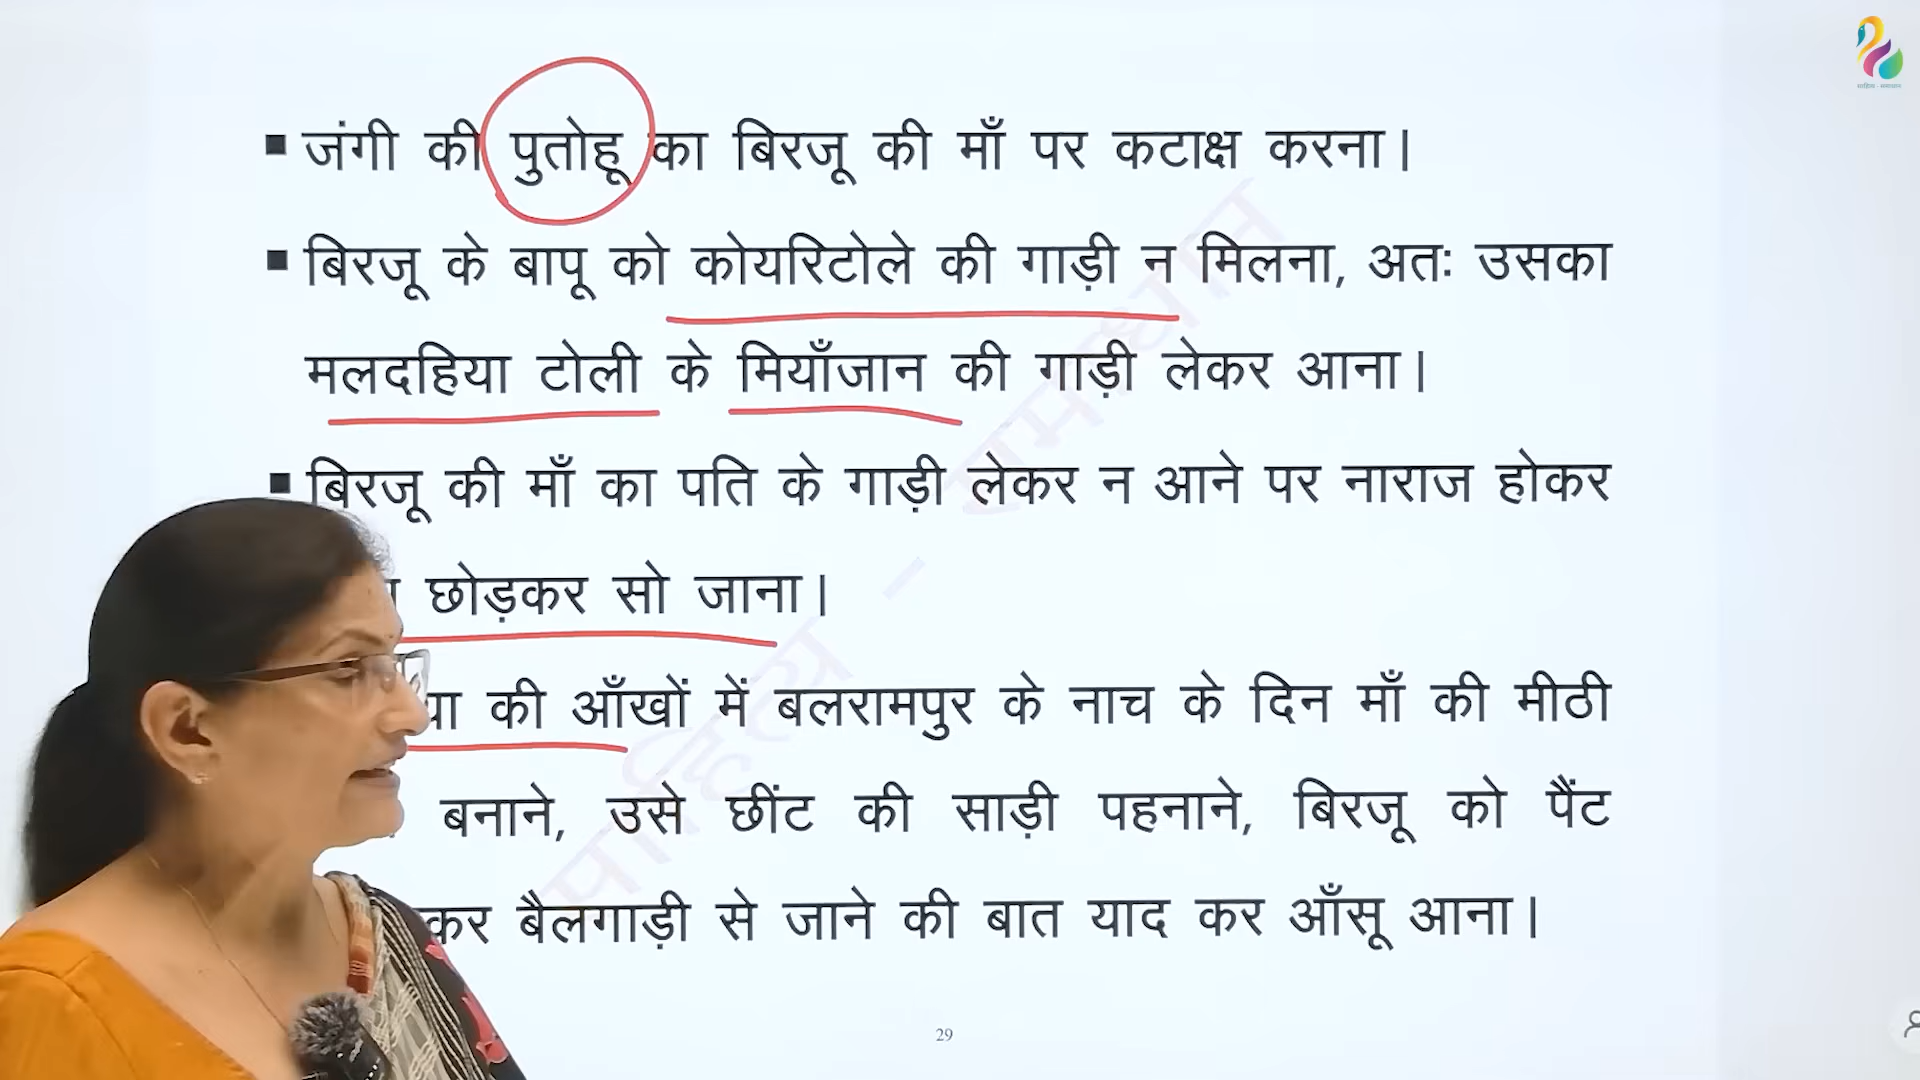 जंगी की पुतोहू का बिरजू की माँ पर कटाक्ष करना।
बिरजू के बापू को कोयरिटोले की गाड़ी न मिलना, अतः उसका
मलदहिया टोली के मियाँजान की गाड़ी लेकर आना।
बिरजू की माँ का पति के गाड़ी लेकर न आने पर नाराज होकर
छोड़कर सो जाना।
की आँखों में बलरामपुर के नाच के दिन माँ की मीठी
बनाने, उसे छींट की साड़ी पहनाने, बिरजू को पैंट
कर बैलगाड़ी से जाने की बात याद कर आँसू आना।
साहित्य - समाधान
29